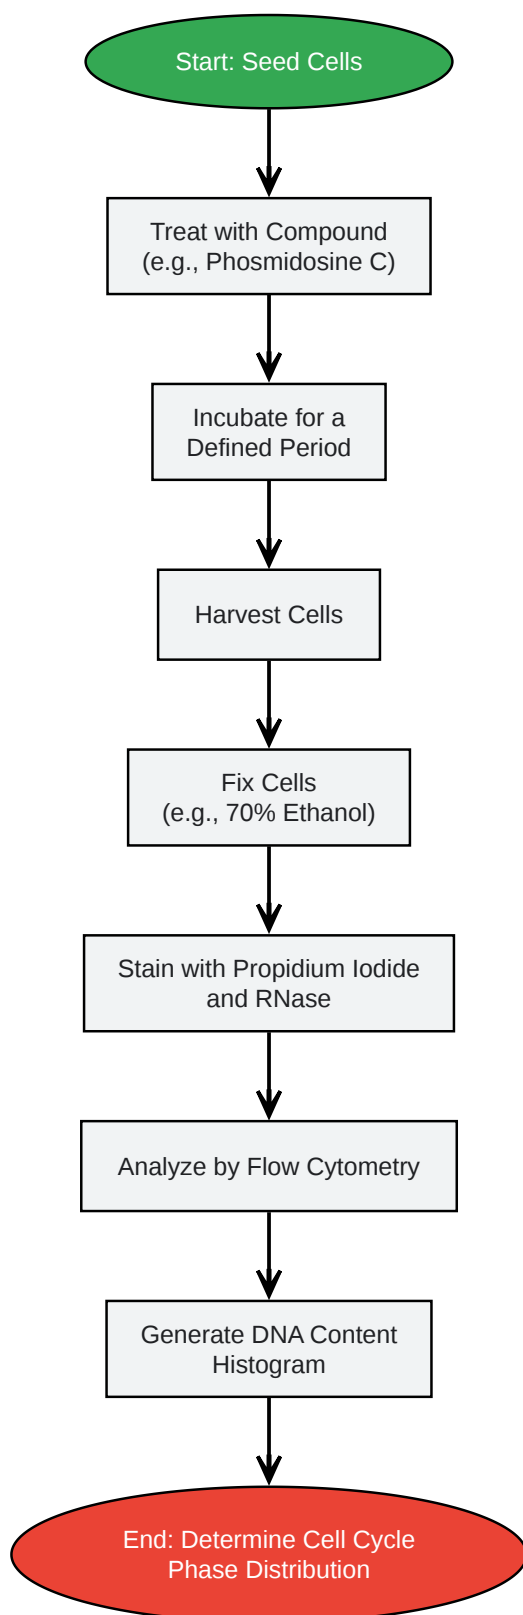 Start: Seed Cells
Treat with Compound
(e.g., Phosmidosine C)
Incubate for a
Defined Period
Harvest Cells
Fix Cells
(e.g., 70% Ethanol)
Stain with Propidium Iodide
and RNase
Analyze by Flow Cytometry
Generate DNA Content
Histogram
End: Determine Cell Cycle
Phase Distribution